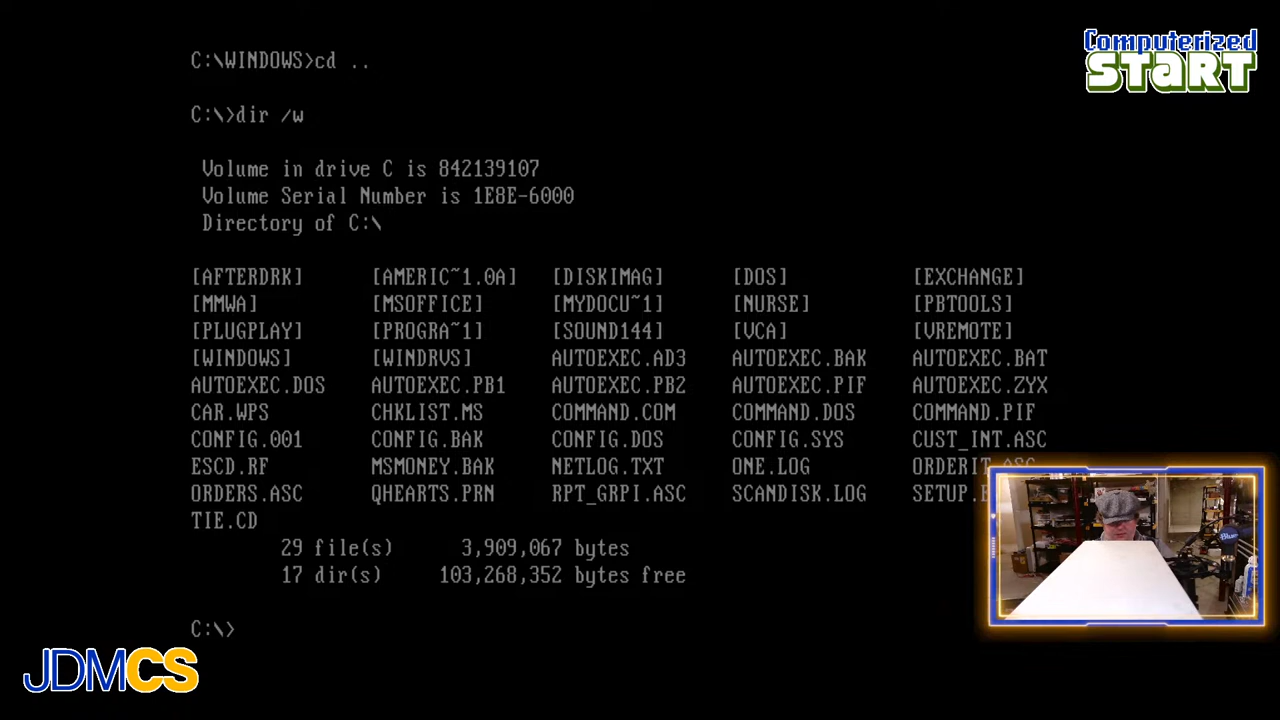 Computerized
START
C:\WINDOWS>cd ..
C:\>dir /w
Volume in drive C is 842139107
Volume Serial Number is 1E8E-6000
Directory of C:\
[AFTERDRK] [AMERIC~1.0A] [DISKIMAG] [DOS] [EXCHANGE]
[MMWA] [MSOFFICE] [MYDOCU~1] [NURSE] [PBTOOLS]
[PLUGPLAY] [PROGRA~1] [SOUND144] [VCA] [VREMOTE]
[WINDOWS] [WINDRVS] AUTOEXEC.AD3 AUTOEXEC.BAK AUTOEXEC.BAT
AUTOEXEC.DOS AUTOEXEC.PB1 AUTOEXEC.PB2 AUTOEXEC.PIF AUTOEXEC.ZYX
CAR.WPS CHKLIST.MS COMMAND.COM COMMAND.DOS COMMAND.PIF
CONFIG.001 CONFIG.BAK CONFIG.DOS CONFIG.SYS CUST_INT.ASC
ESCD.RF MSMONEY.BAK NETLOG.TXT ONE.LOG ORDERIT.ASC
ORDERS.ASC QHEARTS.PRN RPT_GRPI.ASC SCANDISK.LOG
TIE.CD
29 file(s) 3,909,067 bytes
17 dir(s) 103,268,352 bytes free
C:\>
JDMCS